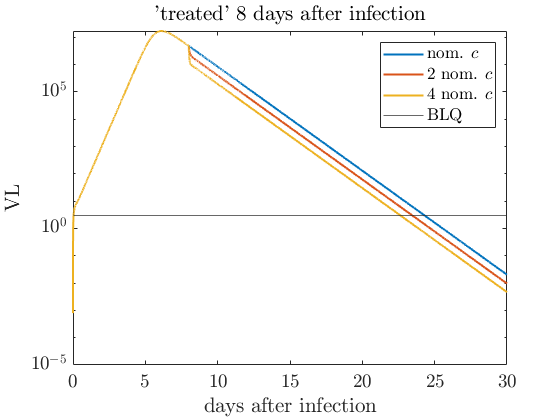 'treated' 8 days after infection
nom. c
2 nom. c
4 nom. c
BLQ
VL
10^5
10^0
10^-5
0 5 10 15 20 25 30
days after infection